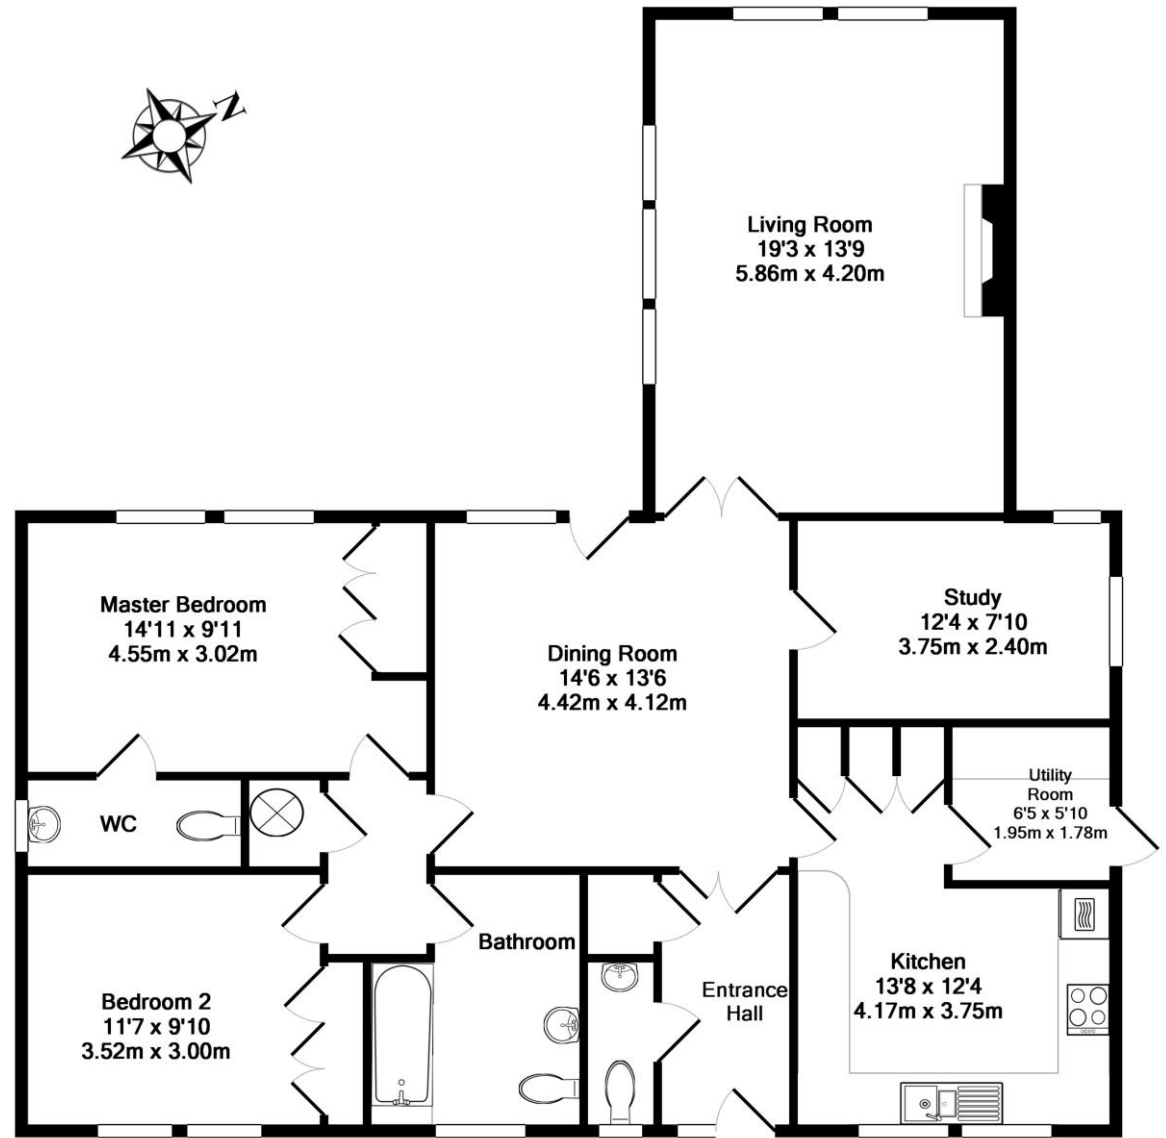 N
Living Room
19'3 x 13'9
5.86m x 4.20m
Master Bedroom
14'11 x 9'11
4.55m x 3.02m
Dining Room
14'6 x 13'6
4.42m x 4.12m
Study
12'4 x 7'10
3.75m x 2.40m
WC
Utility
Room
6'5 x 5'10
1.95m x 1.78m
Bathroom
Bedroom 2
11'7 x 9'10
3.52m x 3.00m
Entrance
Hall
Kitchen
13'8 x 12'4
4.17m x 3.75m